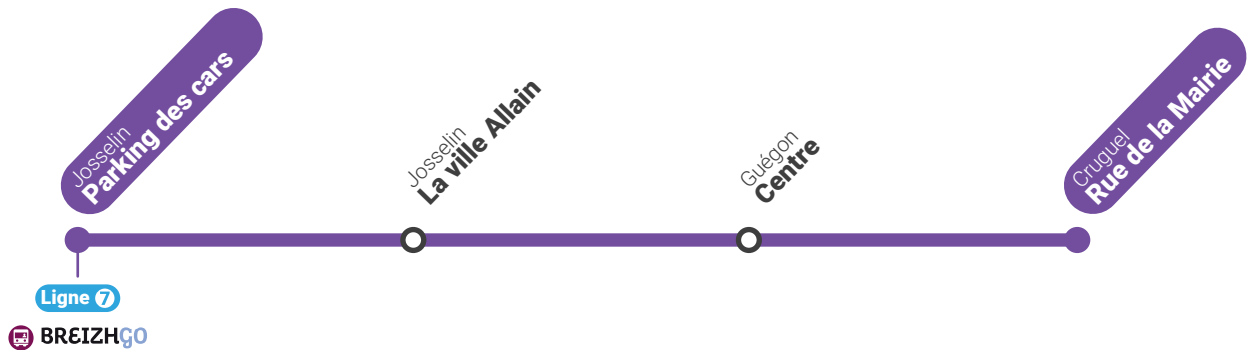 Josselin
Parking des cars
Josselin
La ville Allain
Guégon
Centre
Cruguel
Rue de la Mairie
Ligne 7
BREIZHGO